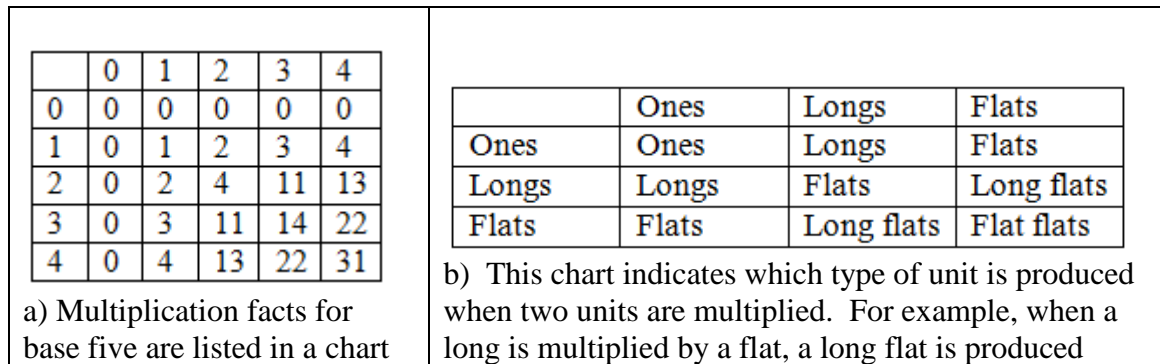 0 1 2 3 4
0 0 0 0 0 0
1 0 1 2 3 4
2 0 2 4 11 13
3 0 3 11 14 22
4 0 4 13 22 31
a) Multiplication facts for
base five are listed in a chart
Ones Longs Flats
Ones Ones Longs Flats
Longs Longs Flats Long flats
Flats Flats Long flats Flat flats
b) This chart indicates which type of unit is produced
when two units are multiplied. For example, when a
long is multiplied by a flat, a long flat is produced